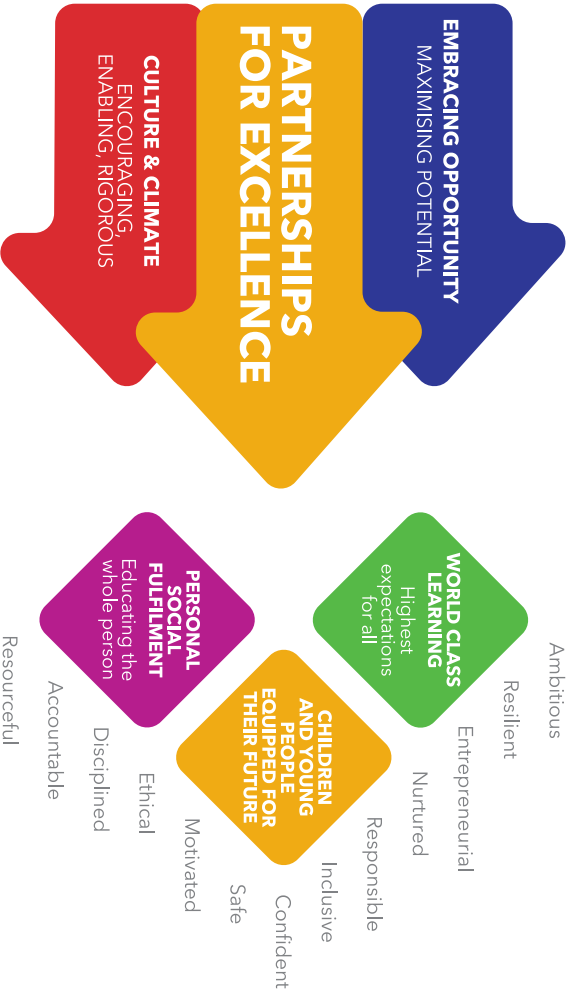 EMBRACING OPPORTUNITY
MAXIMISING POTENTIAL
PARTNERSHIPS
FOR EXCELLENCE
CULTURE & CLIMATE
ENCOURAGING,
ENABLING, RIGOROUS
WORLD CLASS
LEARNING
Highest
expectations
for all
CHILDREN
AND YOUNG
PEOPLE
EQUIPPED FOR
THEIR FUTURE
PERSONAL
SOCIAL
FULFILMENT
Educating the
whole person
Ambitious
Resilient
Entrepreneurial
Nurtured
Responsible
Inclusive
Confident
Safe
Motivated
Ethical
Disciplined
Accountable
Resourceful